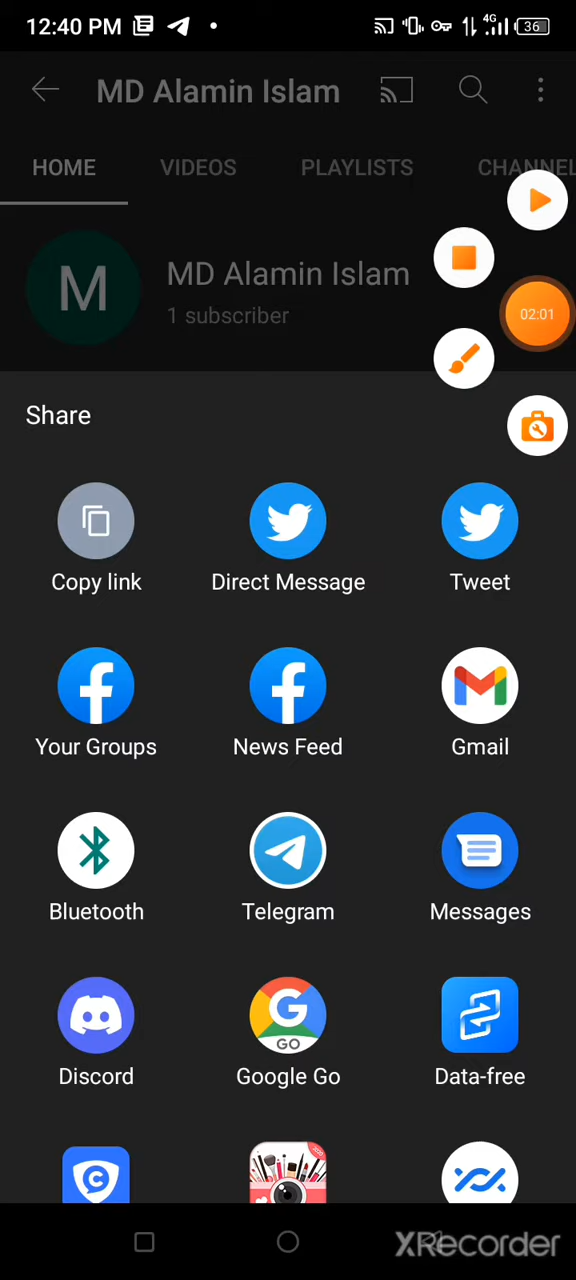 12:40 PM
4G
36
MD Alamin Islam
HOME VIDEOS PLAYLISTS CHANNEL
M
MD Alamin Islam
1 subscriber
02:01
Share
Copy link Direct Message Tweet
Your Groups News Feed Gmail
Bluetooth Telegram Messages
GO
Discord Google Go Data-free
XRecorder